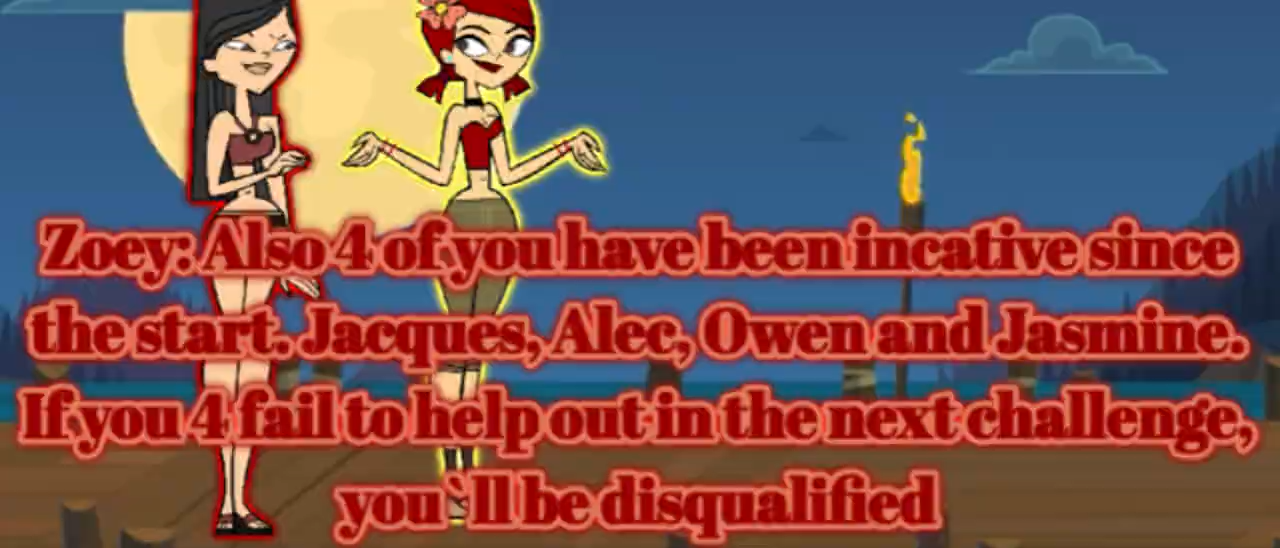 Zoey: Also 4 of you have been incative since
the start. Jacques, Alec, Owen and Jasmine.
If you 4 fail to help out in the next challenge,
you`ll be disqualified